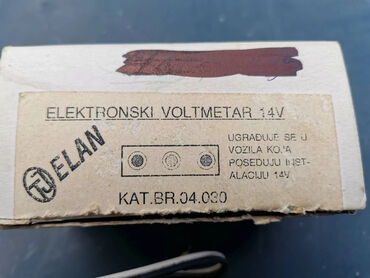 ELEKTRONSKI VOLTMETAR 14V
ELAN
UGRAĐUJE SE U
VOZILA KOJA
POSEDUJU INST-
ALACIJU 14V
KAT.BR.04.030